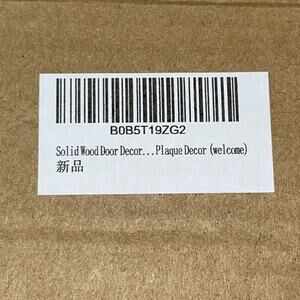 B0B5T19ZG2
Solid Wood Door Decor...Plaque Decor (welcome)
新品